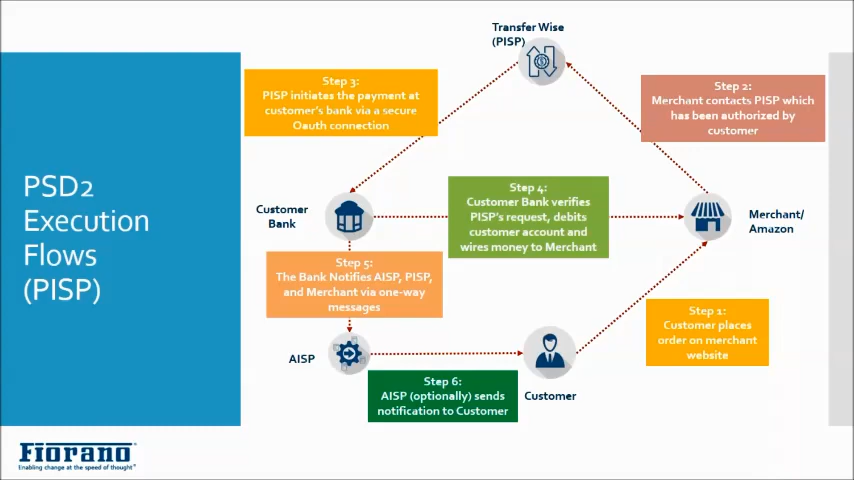 PSD2
Execution
Flows
(PISP)
Transfer Wise
(PISP)
Step 3:
PISP initiates the payment at
customer's bank via a secure
Oauth connection
Step 2:
Merchant contacts PISP which
has been authorized by
customer
Customer
Bank
Step 4:
Customer Bank verifies
PISP's request, debits
customer account and
wires money to Merchant
Merchant/
Amazon
Step 5:
The Bank Notifies AISP, PISP,
and Merchant via one-way
messages
Step 1:
Customer places
order on merchant
website
AISP
Step 6:
AISP (optionally) sends
notification to Customer
Customer
Fiorano
Enabling change at the speed of thought